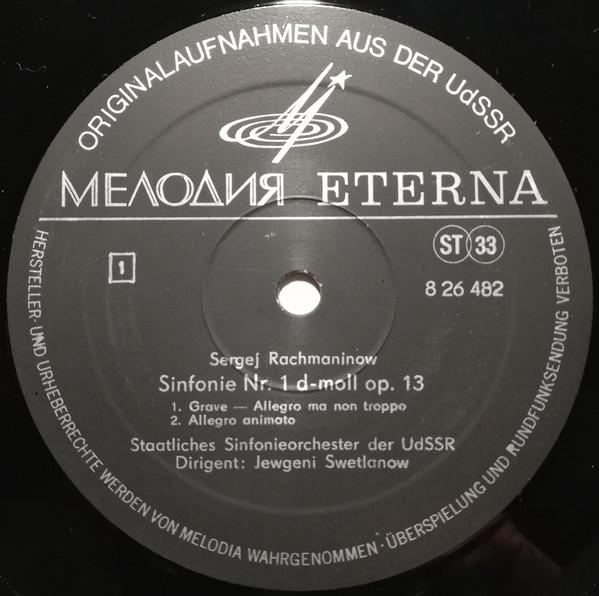 ORIGINALAUFNAHMEN AUS DER UdSSR
МЕЛОДИЯ ETERNA
ST 33
1
8 26 482
Sergej Rachmaninow
Sinfonie Nr. 1 d-moll op. 13
1. Grave — Allegro ma non troppo
2. Allegro animato
Staatliches Sinfonieorchester der UdSSR
Dirigent: Jewgeni Swetlanow
HERSTELLER- UND URHEBERRECHTE WERDEN VON MELODIA WAHRGENOMMEN · ÜBERSPIELUNG UND RUNDFUNKSENDUNG VERBOTEN